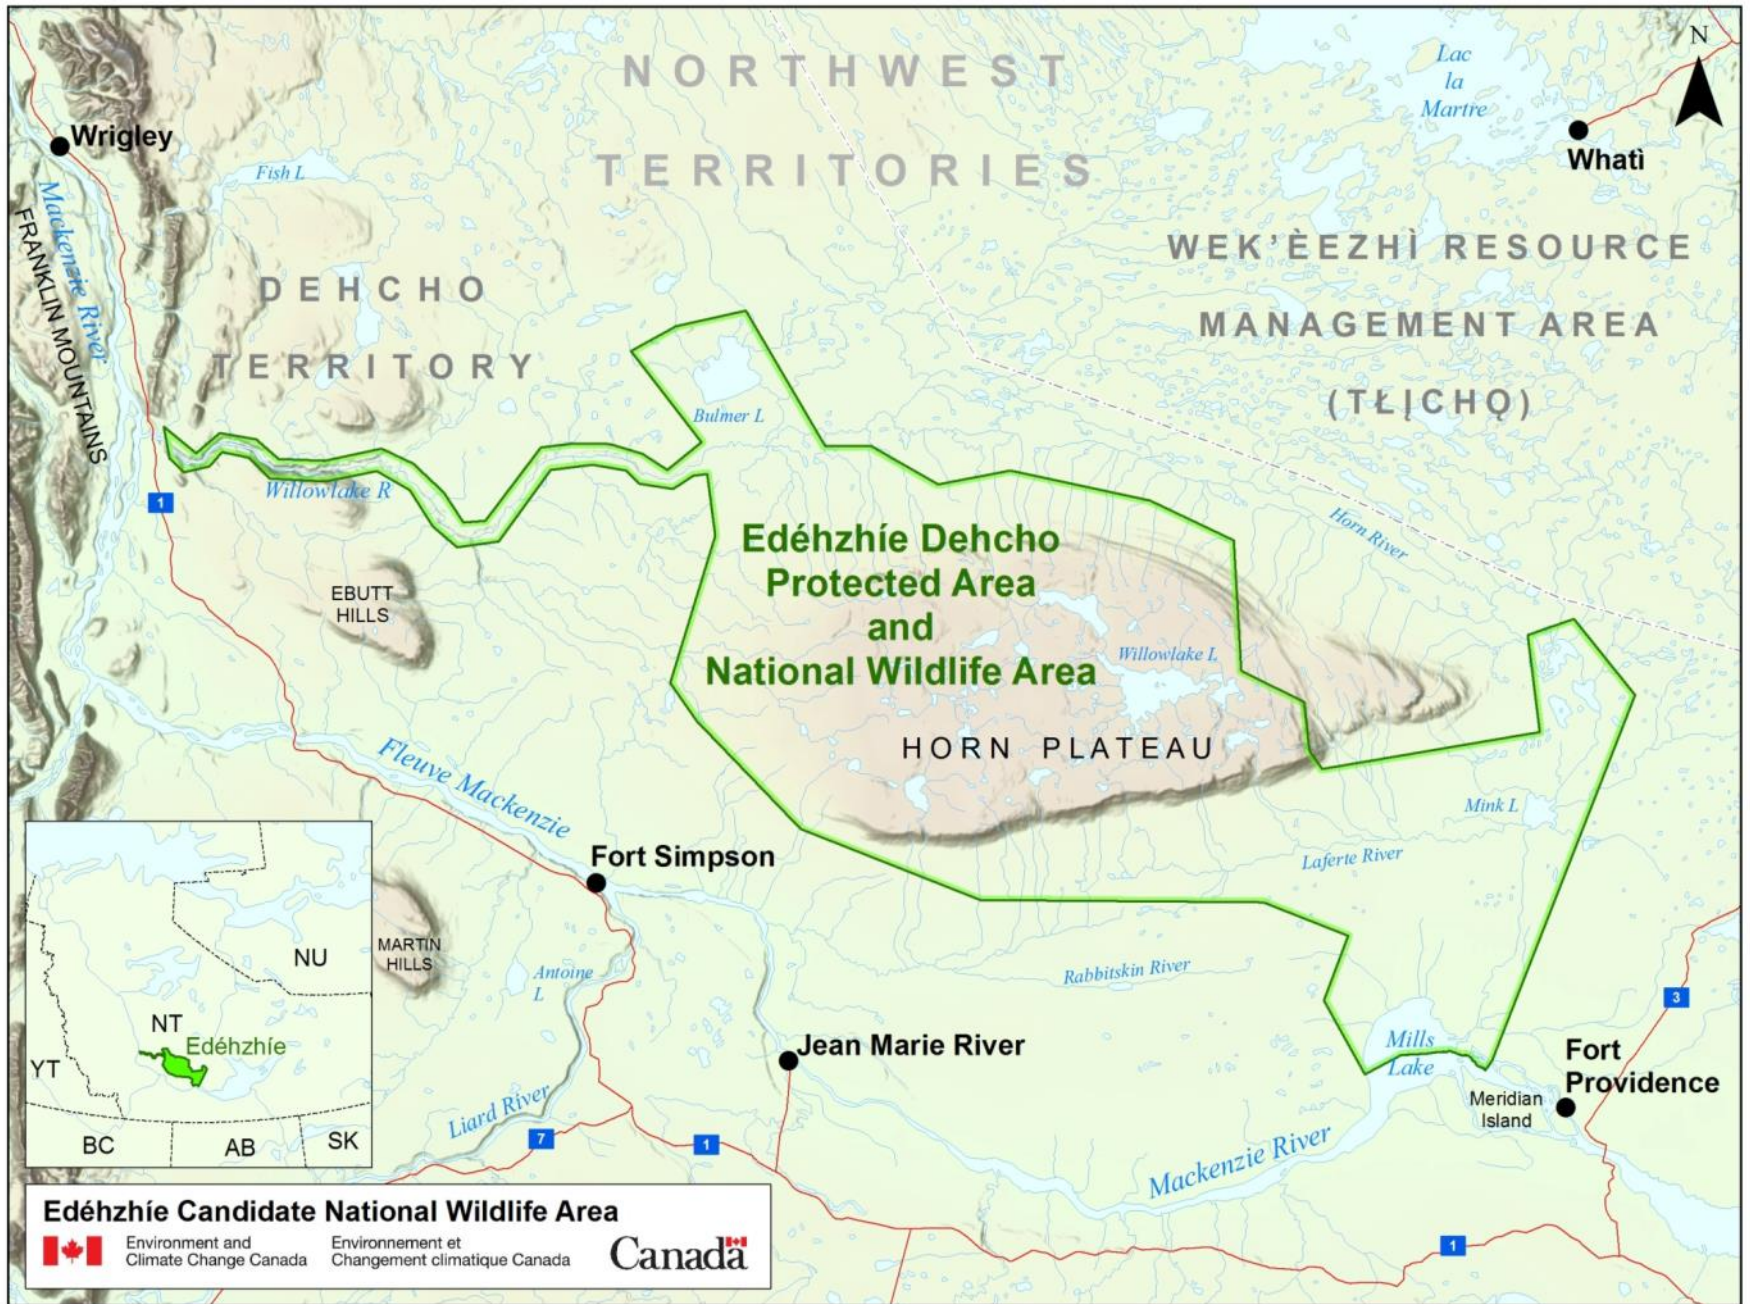 NORTHWEST
TERRITORIES
N
Lac
la
Martre
Whatì
Wrigley
Fish L
Mackenzie River
FRANKLIN MOUNTAINS
DEHCHO
TERRITORY
WEK'ÈEZHÌ RESOURCE
MANAGEMENT AREA
(TŁĮCHǪ)
Bulmer L
Willowlake R
1
Horn River
Edéhzhíe Dehcho
Protected Area
and
National Wildlife Area
EBUTT
HILLS
Willowlake L
HORN PLATEAU
Fleuve Mackenzie
Mink L
Laferte River
Fort Simpson
MARTIN
HILLS
Antoine
L
Rabbitskin River
3
Jean Marie River
Mills
Lake
Fort
Providence
Meridian
Island
Liard River
7
1
Mackenzie River
1
NU
NT
Edéhzhíe
YT
BC
AB
SK
Edéhzhíe Candidate National Wildlife Area
Environment and
Climate Change Canada
Environnement et
Changement climatique Canada
Canada